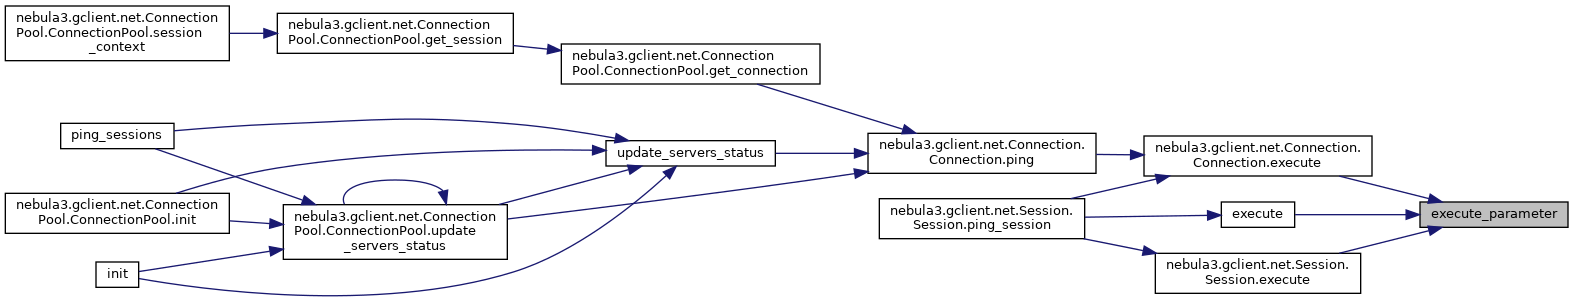 nebula3.gclient.net.Connection
Pool.ConnectionPool.session
_context
nebula3.gclient.net.Connection
Pool.ConnectionPool.get_session
nebula3.gclient.net.Connection
Pool.ConnectionPool.get_connection
ping_sessions
update_servers_status
nebula3.gclient.net.Connection.
Connection.ping
nebula3.gclient.net.Connection.
Connection.execute
nebula3.gclient.net.Connection
Pool.ConnectionPool.init
nebula3.gclient.net.Connection
Pool.ConnectionPool.update
_servers_status
nebula3.gclient.net.Session.
Session.ping_session
execute
execute_parameter
init
nebula3.gclient.net.Session.
Session.execute